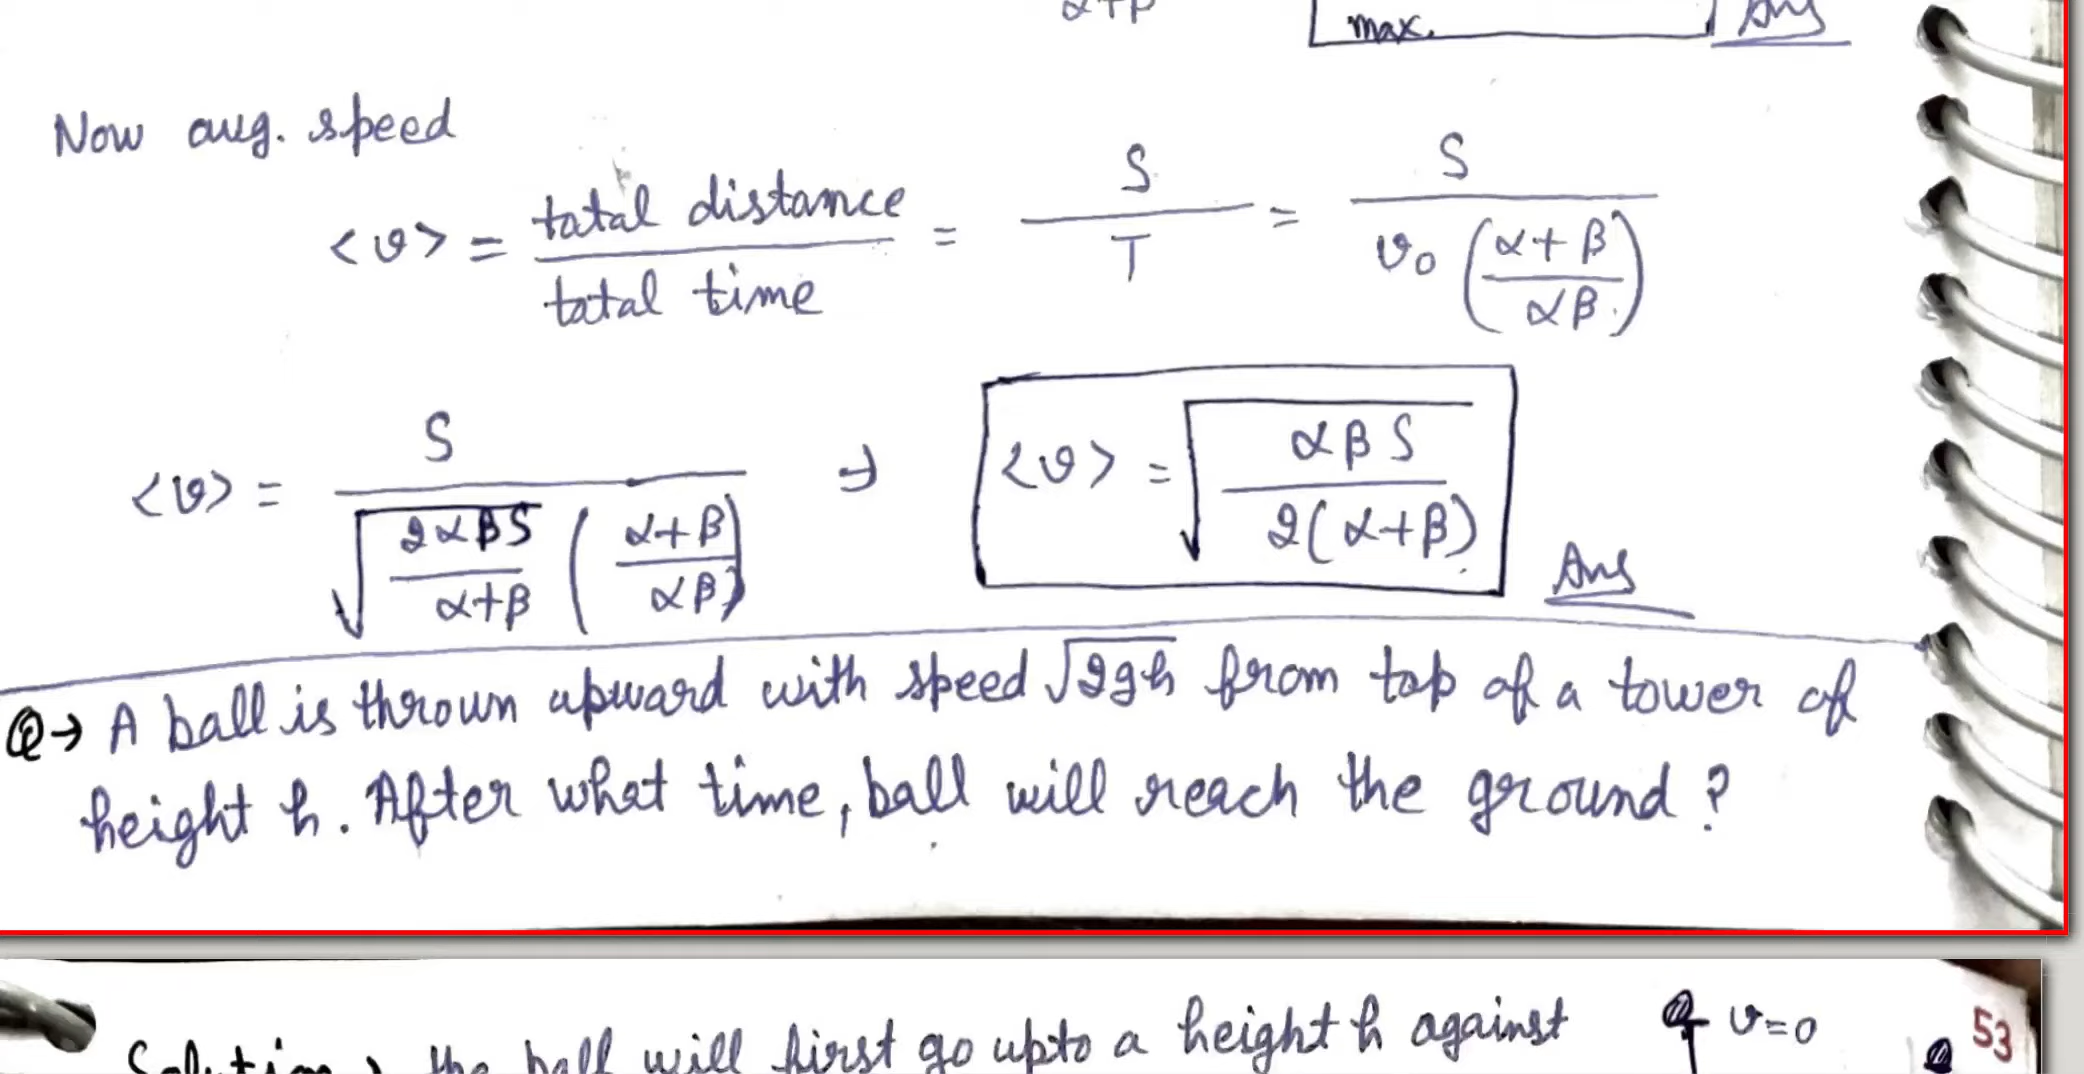 α+β max. Ans
Now avg. speed
<v> = total distance / total time = S / T = S / v₀ (α+β / αβ)
<v> = S / √(2αβS / α+β) (α+β / αβ) ⇒ <v> = √(αβS / 2(α+β)) Ans
Q→ A ball is thrown upward with speed √2gh from top of a tower of
height h. After what time, ball will reach the ground?
Solution → the ball will first go upto a height h against v=0 53